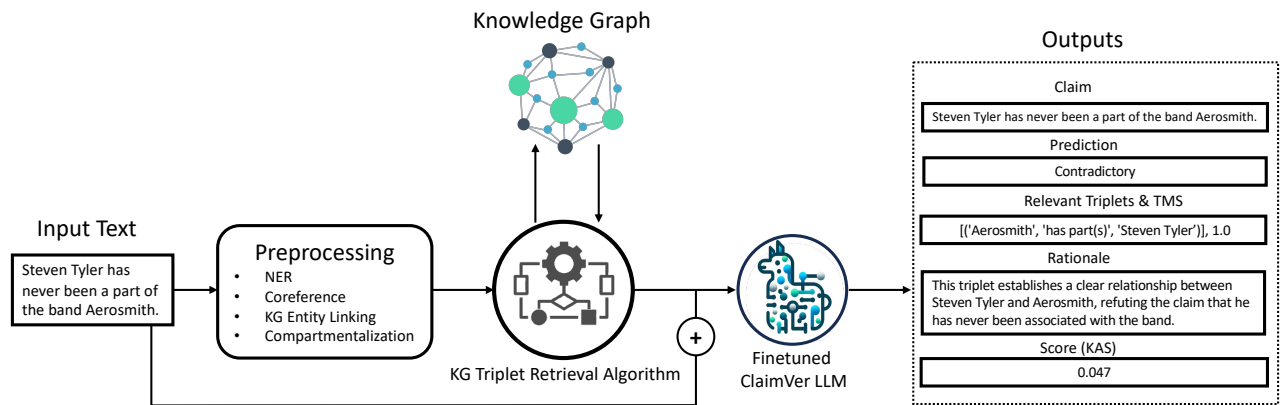 Knowledge Graph
Input Text
Steven Tyler has
never been a part of
the band Aerosmith.
Preprocessing
• NER
• Coreference
• KG Entity Linking
• Compartmentalization
KG Triplet Retrieval Algorithm
+
Finetuned
ClaimVer LLM
Outputs
Claim
Steven Tyler has never been a part of the band Aerosmith.
Prediction
Contradictory
Relevant Triplets & TMS
[('Aerosmith', 'has part(s)', 'Steven Tyler')], 1.0
Rationale
This triplet establishes a clear relationship between
Steven Tyler and Aerosmith, refuting the claim that he
has never been associated with the band.
Score (KAS)
0.047